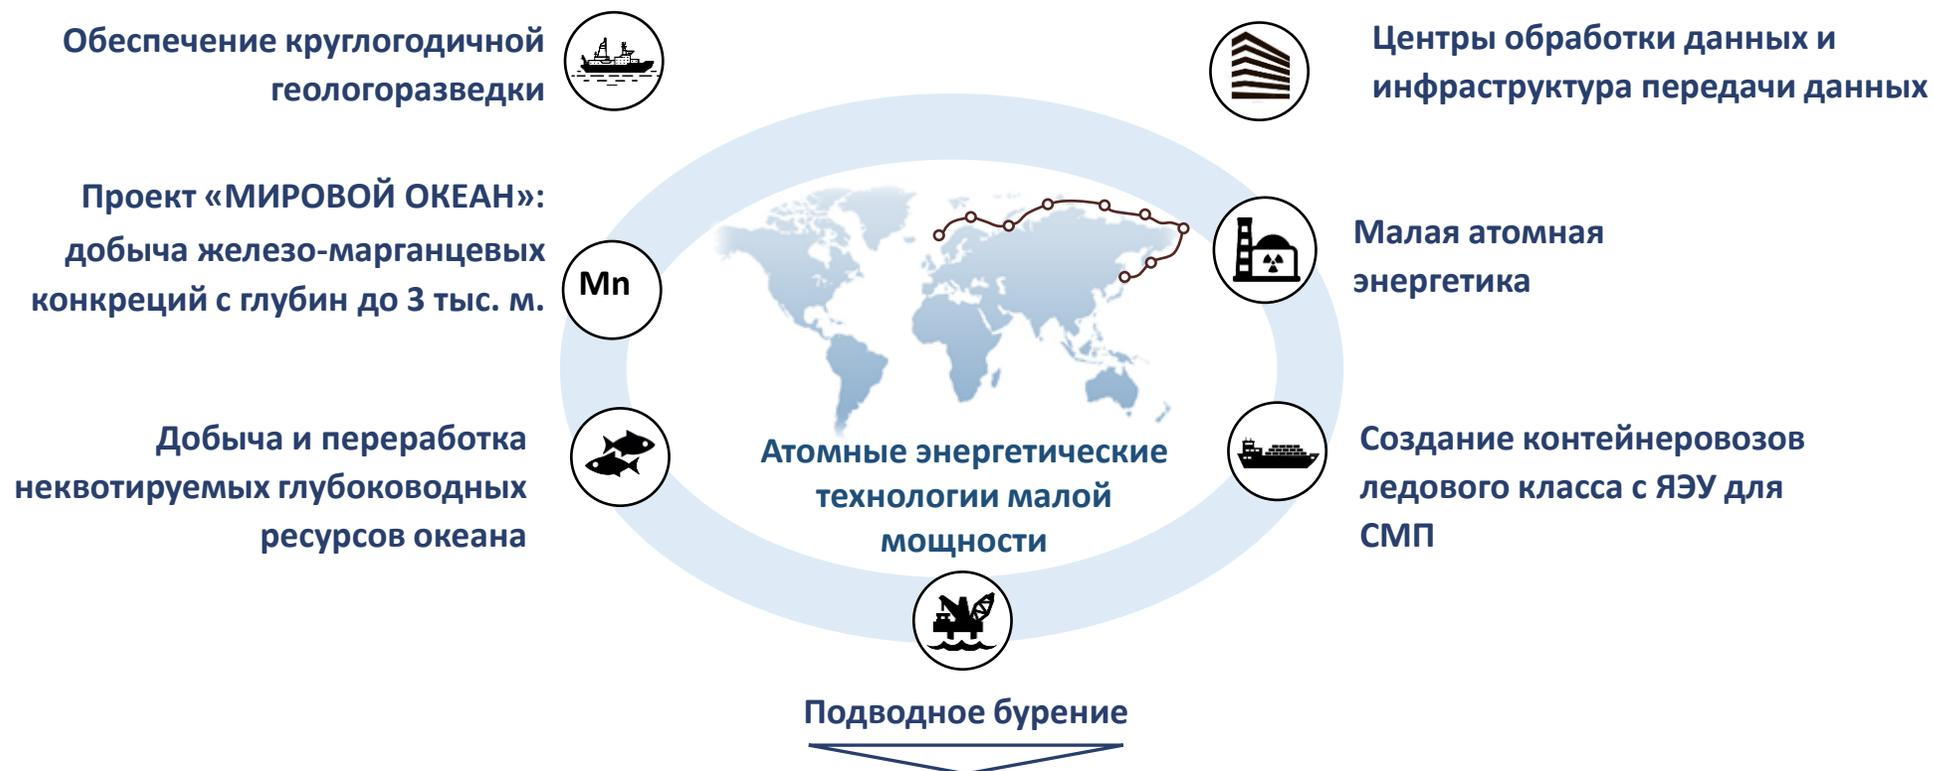 Обеспечение круглогодичной
геологоразведки
Проект «МИРОВОЙ ОКЕАН»:
добыча железо-марганцевых
конкреций с глубин до 3 тыс. м.
Mn
Добыча и переработка
неквотируемых глубоководных
ресурсов океана
Центры обработки данных и
инфраструктура передачи данных
Малая атомная
энергетика
Создание контейнеровозов
ледового класса с ЯЭУ для
СМП
Атомные энергетические
технологии малой
мощности
Подводное бурение